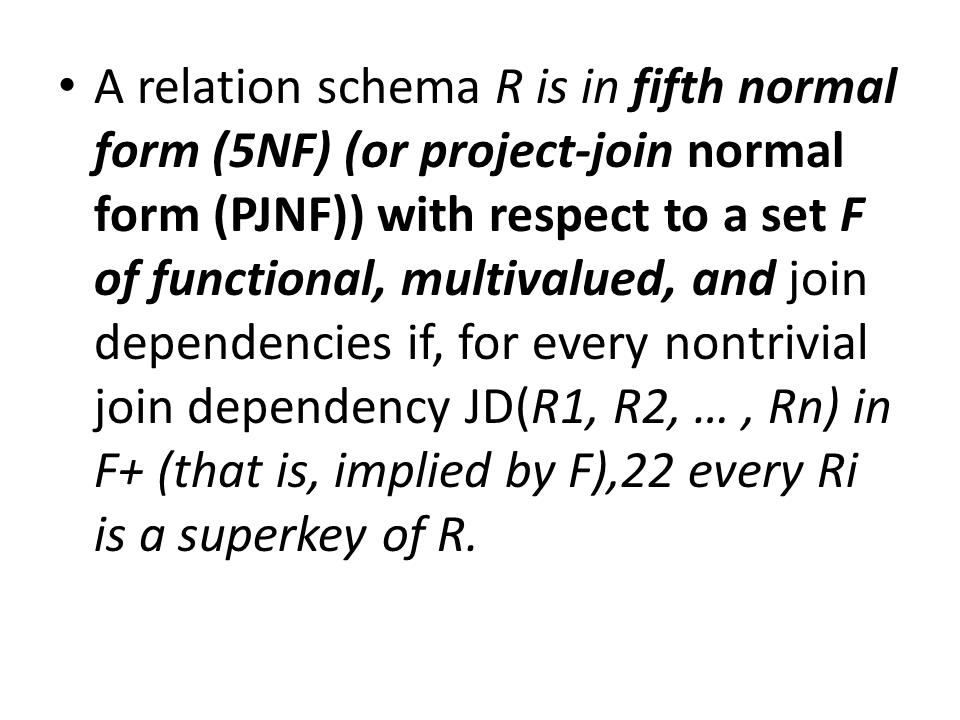 • A relation schema R is in fifth normal
form (5NF) (or project-join normal
form (PJNF)) with respect to a set F
of functional, multivalued, and join
dependencies if, for every nontrivial
join dependency JD(R1, R2, … , Rn) in
F+ (that is, implied by F),22 every Ri
is a superkey of R.